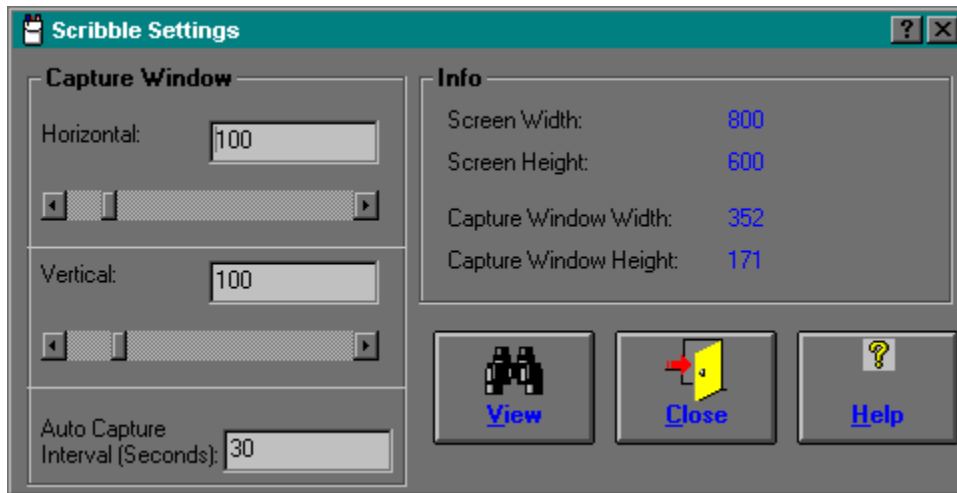 Scribble Settings
Capture Window
Horizontal: 100
Vertical: 100
Auto Capture
Interval (Seconds): 30
Info
Screen Width: 800
Screen Height: 600
Capture Window Width: 352
Capture Window Height: 171
View
Close
Help